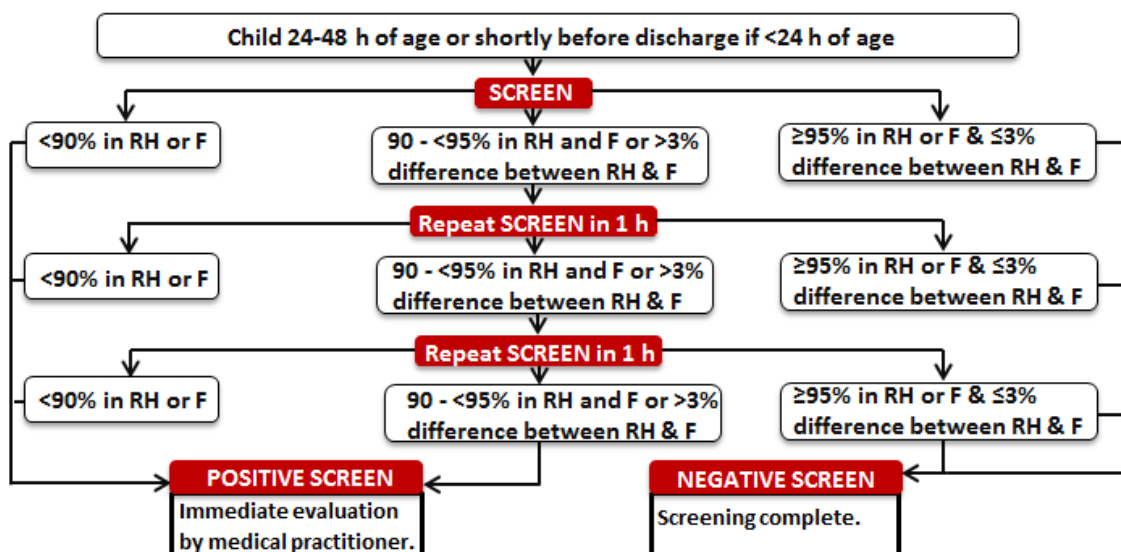 Child 24-48 h of age or shortly before discharge if <24 h of age
SCREEN
<90% in RH or F
90 - <95% in RH and F or >3%
difference between RH & F
≥95% in RH or F & ≤3%
difference between RH & F
Repeat SCREEN in 1 h
<90% in RH or F
90 - <95% in RH and F or >3%
difference between RH & F
≥95% in RH or F & ≤3%
difference between RH & F
Repeat SCREEN in 1 h
<90% in RH or F
90 - <95% in RH and F or >3%
difference between RH & F
≥95% in RH or F & ≤3%
difference between RH & F
POSITIVE SCREEN
Immediate evaluation
by medical practitioner.
NEGATIVE SCREEN
Screening complete.